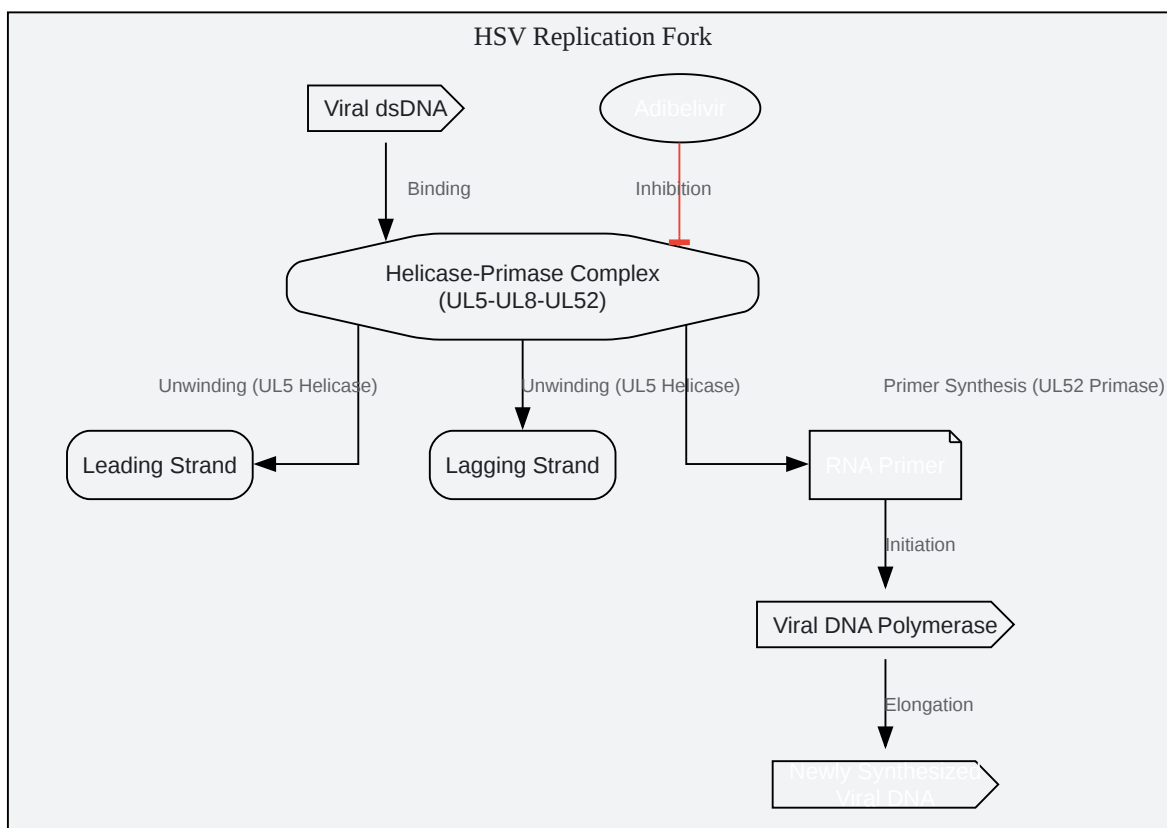 HSV Replication Fork
Viral dsDNA
Adibelivir
Binding
Inhibition
Helicase-Primase Complex
(UL5-UL8-UL52)
Unwinding (UL5 Helicase)
Unwinding (UL5 Helicase)
Primer Synthesis (UL52 Primase)
Leading Strand
Lagging Strand
RNA Primer
Initiation
Viral DNA Polymerase
Elongation
Newly Synthesized
Viral DNA